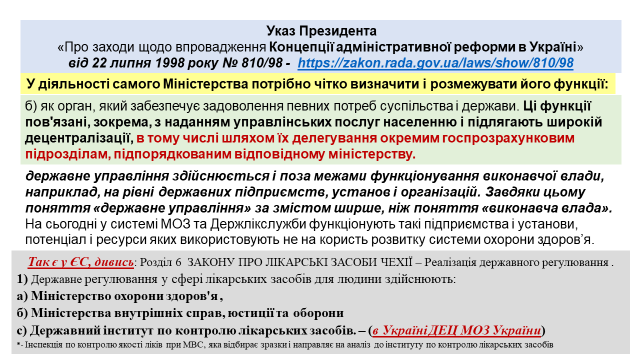 Указ Президента
«Про заходи щодо впровадження Концепції адміністративної реформи в Україні»
від 22 липня 1998 року № 810/98 - https://zakon.rada.gov.ua/laws/show/810/98
У діяльності самого Міністерства потрібно чітко визначити і розмежувати його функції:
б) як орган, який забезпечує задоволення певних потреб суспільства і держави. Ці функції
пов'язані, зокрема, з наданням управлінських послуг населенню і підлягають широкій
децентралізації, в тому числі шляхом їх делегування окремим госпрозрахунковим
підрозділам, підпорядкованим відповідному міністерству.
державне управління здійснюється і поза межами функціонування виконавчої влади,
наприклад, на рівні державних підприємств, установ і організацій. Завдяки цьому
поняття «державне управління» за змістом ширше, ніж поняття «виконавча влада».
На сьогодні у системі МОЗ та Держлікслужби функціонують такі підприємства і установи,
потенціал і ресурси яких використовують не на користь розвитку системи охорони здоров’я.
Так є у ЄС, дивись: Розділ 6 ЗАКОНУ ПРО ЛІКАРСЬКІ ЗАСОБИ ЧЕХІЇ – Реалізація державного регулювання .
1) Державне регулювання у сфері лікарських засобів для людини здійснюють:
а) Міністерство охорони здоров'я ,
б) Міністерства внутрішніх справ, юстиції та оборони
с) Державний інститут по контролю лікарських засобів. – (в Україні ДЕЦ МОЗ України)
*- Інспекція по контролю якості ліків при МВС, яка відбирає зразки і направляє на аналіз до інституту по контролю лікарських засобів